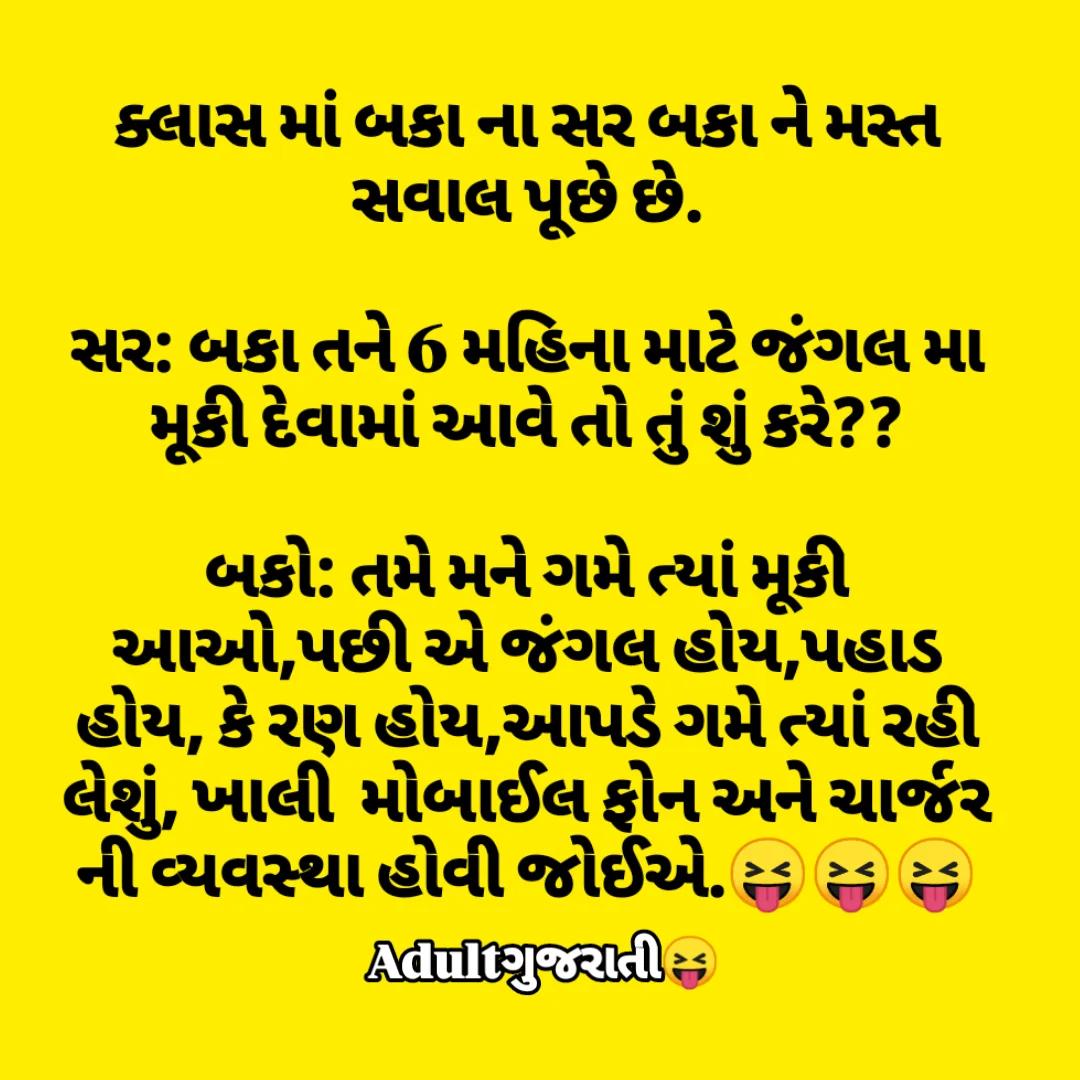 ક્લાસ માં બકા ના સર બકા ને મસ્ત
સવાલ પૂછે છે.
સર: બકા તને 6 મહિના માટે જંગલ મા
મૂકી દેવામાં આવે તો તું શું કરે??
બકો: તમે મને ગમે ત્યાં મૂકી
આઓ,પછી એ જંગલ હોય,પહાડ
હોય, કે રણ હોય,આપડે ગમે ત્યાં રહી
લેશું, ખાલી મોબાઈલ ફોન અને ચાર્જર
ની વ્યવસ્થા હોવી જોઈએ.😝😝😝
Adultગુજરાતી😝